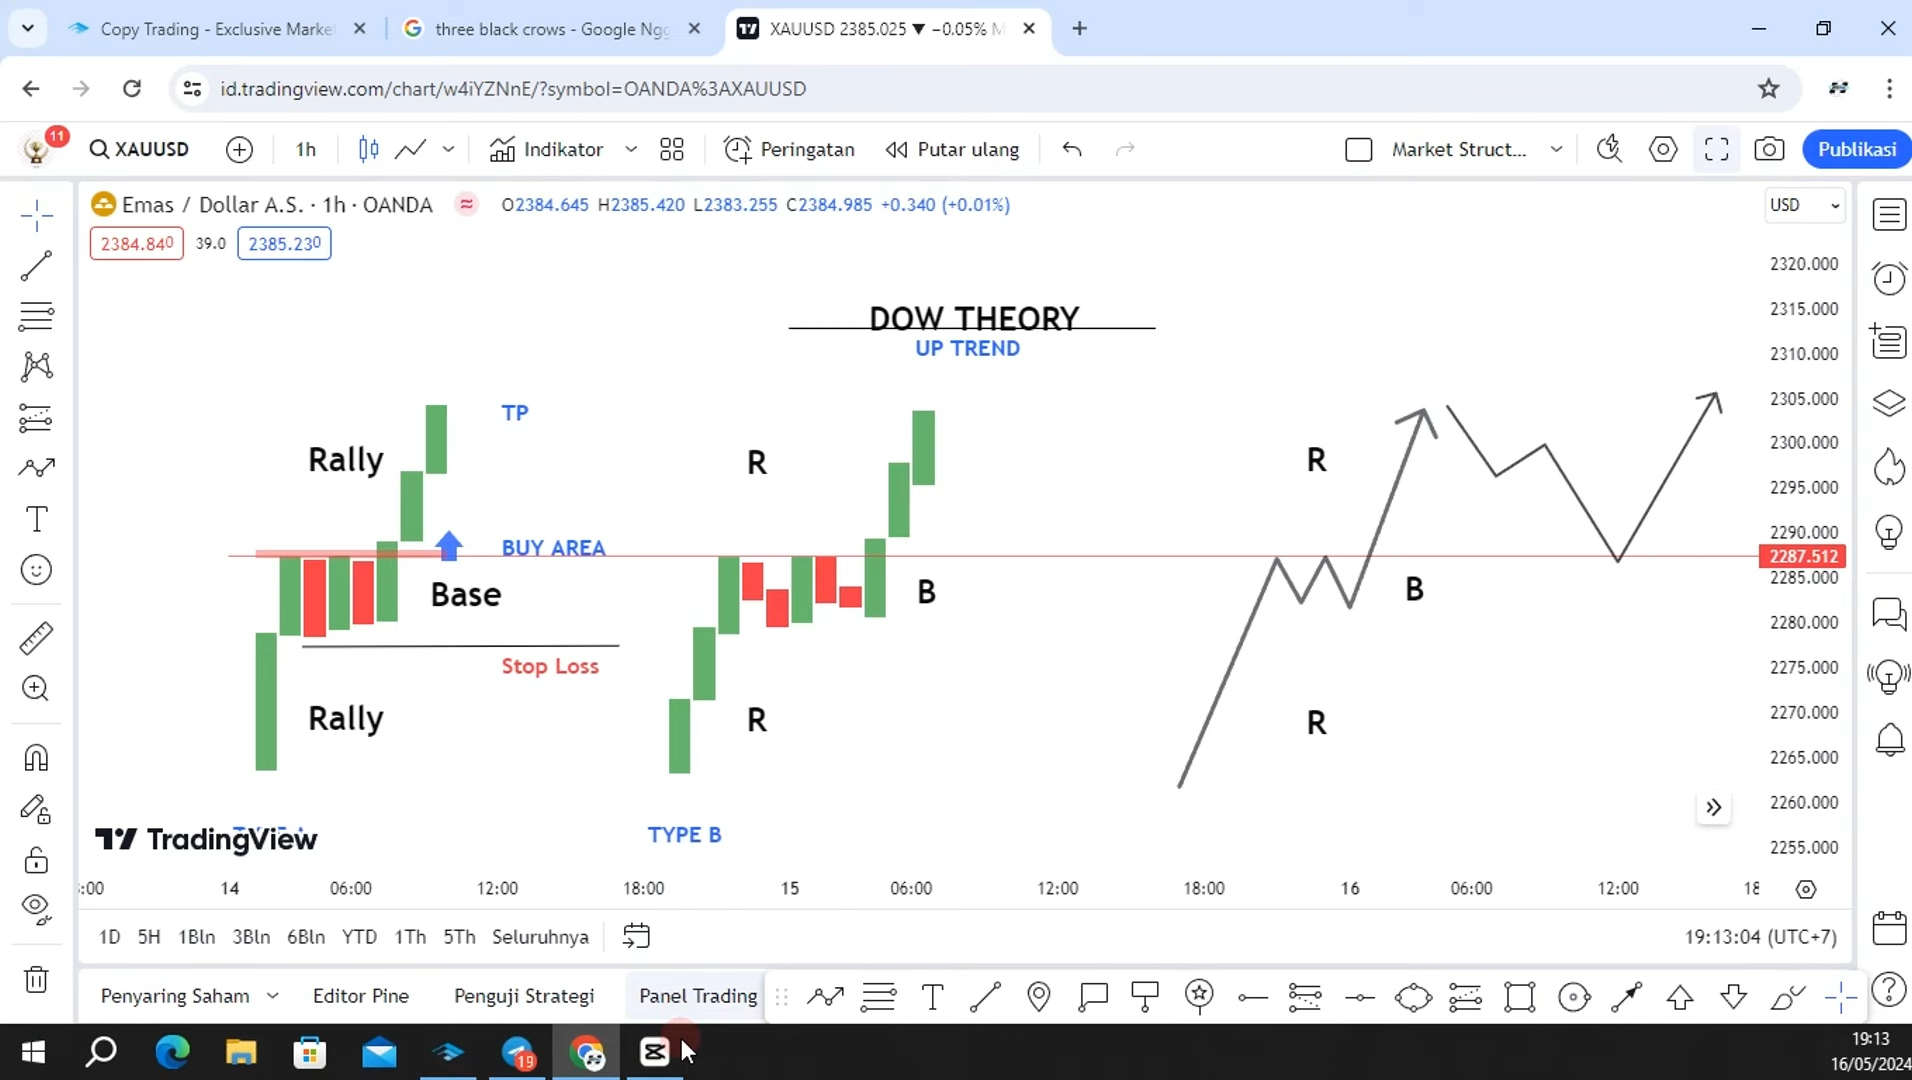 Copy Trading - Exclusive Marke
three black crows - Google Ngg
XAUUSD 2385.025 ▼ −0.05% M
id.tradingview.com/chart/w4iYZNnE/?symbol=OANDA%3AXAUUSD
11
XAUUSD
1h
Indikator
Peringatan
Putar ulang
Market Struct...
Publikasi
Emas / Dollar A.S. · 1h · OANDA
O2384.645 H2385.420 L2383.255 C2384.985 +0.340 (+0.01%)
USD
2384.840
39.0
2385.230
2320.000
DOW THEORY
2315.000
UP TREND
2310.000
2305.000
TP
2300.000
Rally
R
R
2295.000
2290.000
BUY AREA
2287.512
2285.000
Base
B
B
2280.000
2275.000
Stop Loss
2270.000
Rally
R
R
2265.000
2260.000
TradingView
TYPE B
2255.000
:00
14
06:00
12:00
18:00
15
06:00
12:00
18:00
16
06:00
12:00
18
1D 5H 1Bln 3Bln 6Bln YTD 1Th 5Th Seluruhnya
19:13:04 (UTC+7)
Penyaring Saham
Editor Pine
Penguji Strategi
Panel Trading
19
19:13
16/05/2024